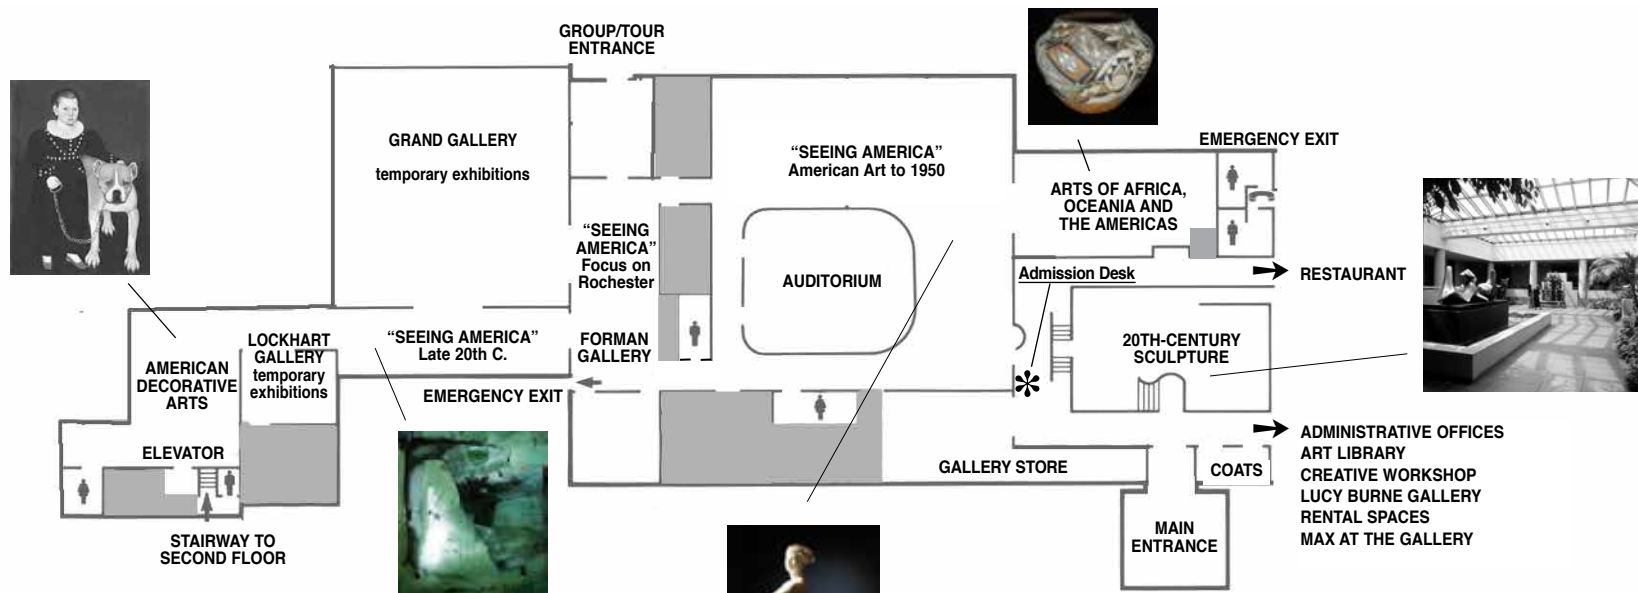 GROUP/TOUR
ENTRANCE
GRAND GALLERY
temporary exhibitions
“SEEING AMERICA”
American Art to 1950
EMERGENCY EXIT
ARTS OF AFRICA,
OCEANIA AND
THE AMERICAS
“SEEING
AMERICA”
Focus on
Rochester
AUDITORIUM
Admission Desk
RESTAURANT
LOCKHART
GALLERY
temporary
exhibitions
“SEEING AMERICA”
Late 20th C.
FORMAN
GALLERY
20TH-CENTURY
SCULPTURE
AMERICAN
DECORATIVE
ARTS
EMERGENCY EXIT
ELEVATOR
GALLERY STORE
COATS
ADMINISTRATIVE OFFICES
ART LIBRARY
CREATIVE WORKSHOP
LUCY BURNE GALLERY
RENTAL SPACES
MAX AT THE GALLERY
STAIRWAY TO
SECOND FLOOR
MAIN
ENTRANCE